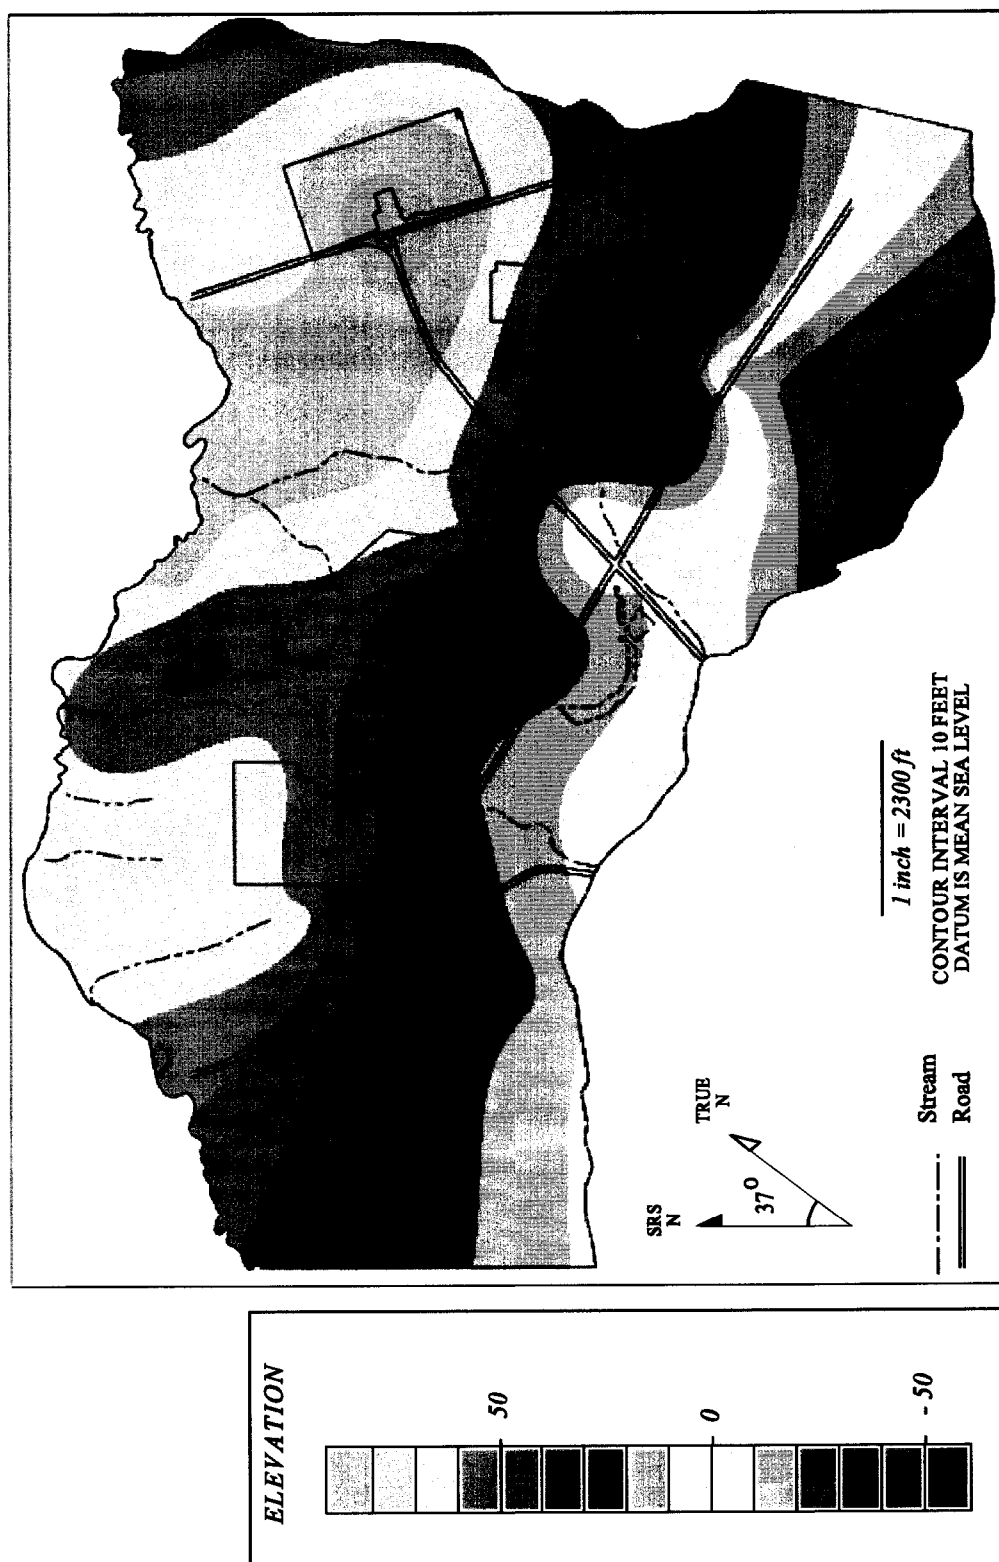 ELEVATION
50
0
- 50
SRS
N
TRUE
N
37°
Stream
Road
1 inch = 2300 ft
CONTOUR INTERVAL 10 FEET
DATUM IS MEAN SEA LEVEL